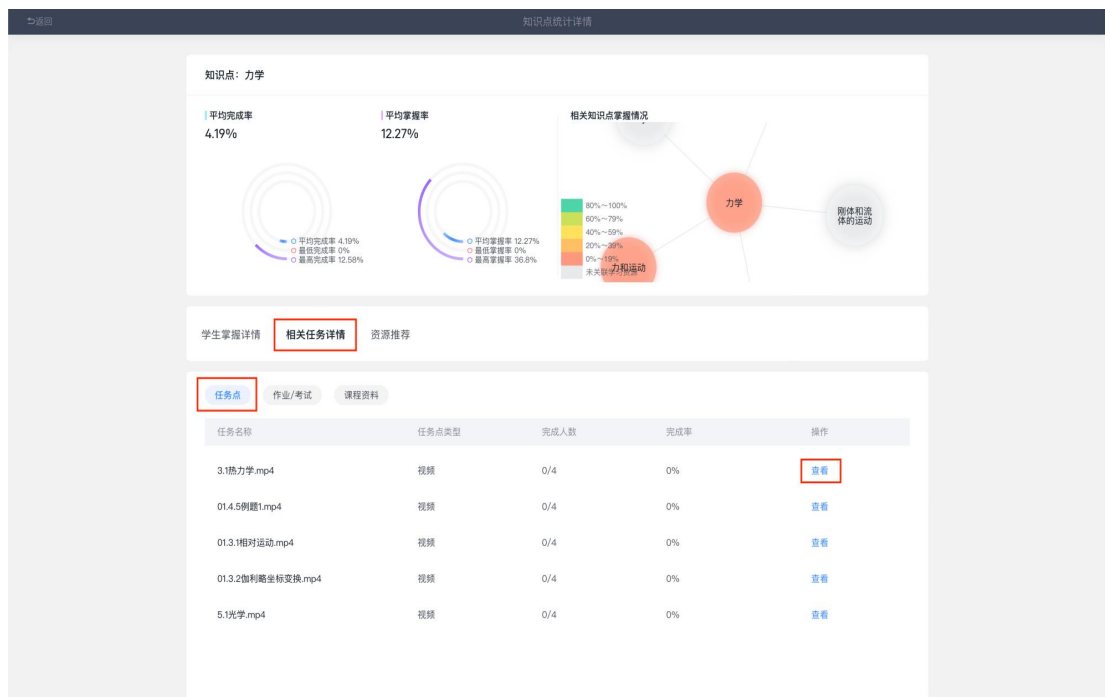 返回
知识点统计详情
知识点：力学
平均完成率
4.19%
平均完成率 4.19%
最低完成率 0%
最高完成率 12.58%
平均掌握率
12.27%
平均掌握率 12.27%
最低掌握率 0%
最高掌握率 36.8%
相关知识点掌握情况
力学
刚体和流
体的运动
力和运动
80%～100%
60%～79%
40%～59%
20%～39%
0%～19%
未关联学习资源
学生掌握详情 相关任务详情 资源推荐
任务点 作业/考试 课程资料
任务名称 任务点类型 完成人数 完成率 操作
3.1热力学.mp4 视频 0/4 0% 查看
01.4.5例题1.mp4 视频 0/4 0% 查看
01.3.1相对运动.mp4 视频 0/4 0% 查看
01.3.2伽利略坐标变换.mp4 视频 0/4 0% 查看
5.1光学.mp4 视频 0/4 0% 查看